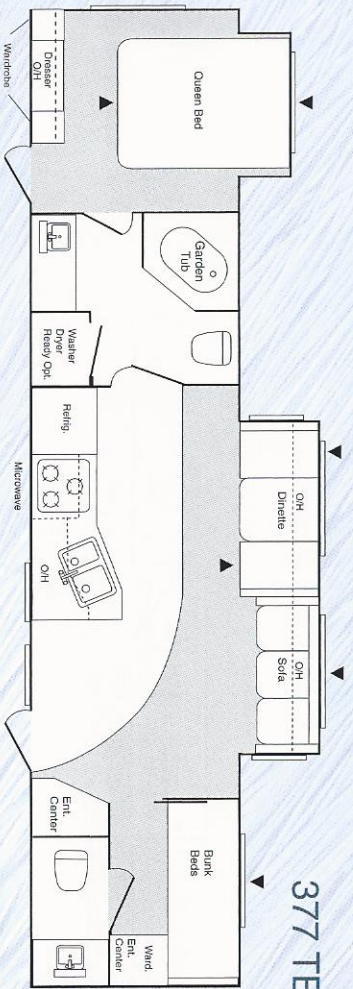 377 TE
Wardrobe
Dresser
O/H
Queen Bed
Garden
Tub
Washer
Dryer
Ready Opt.
Refrig.
Microwave
O/H
O/H
Dinette
O/H
Sofa
Ent.
Center
Bunk
Beds
Ward.
Ent.
Center